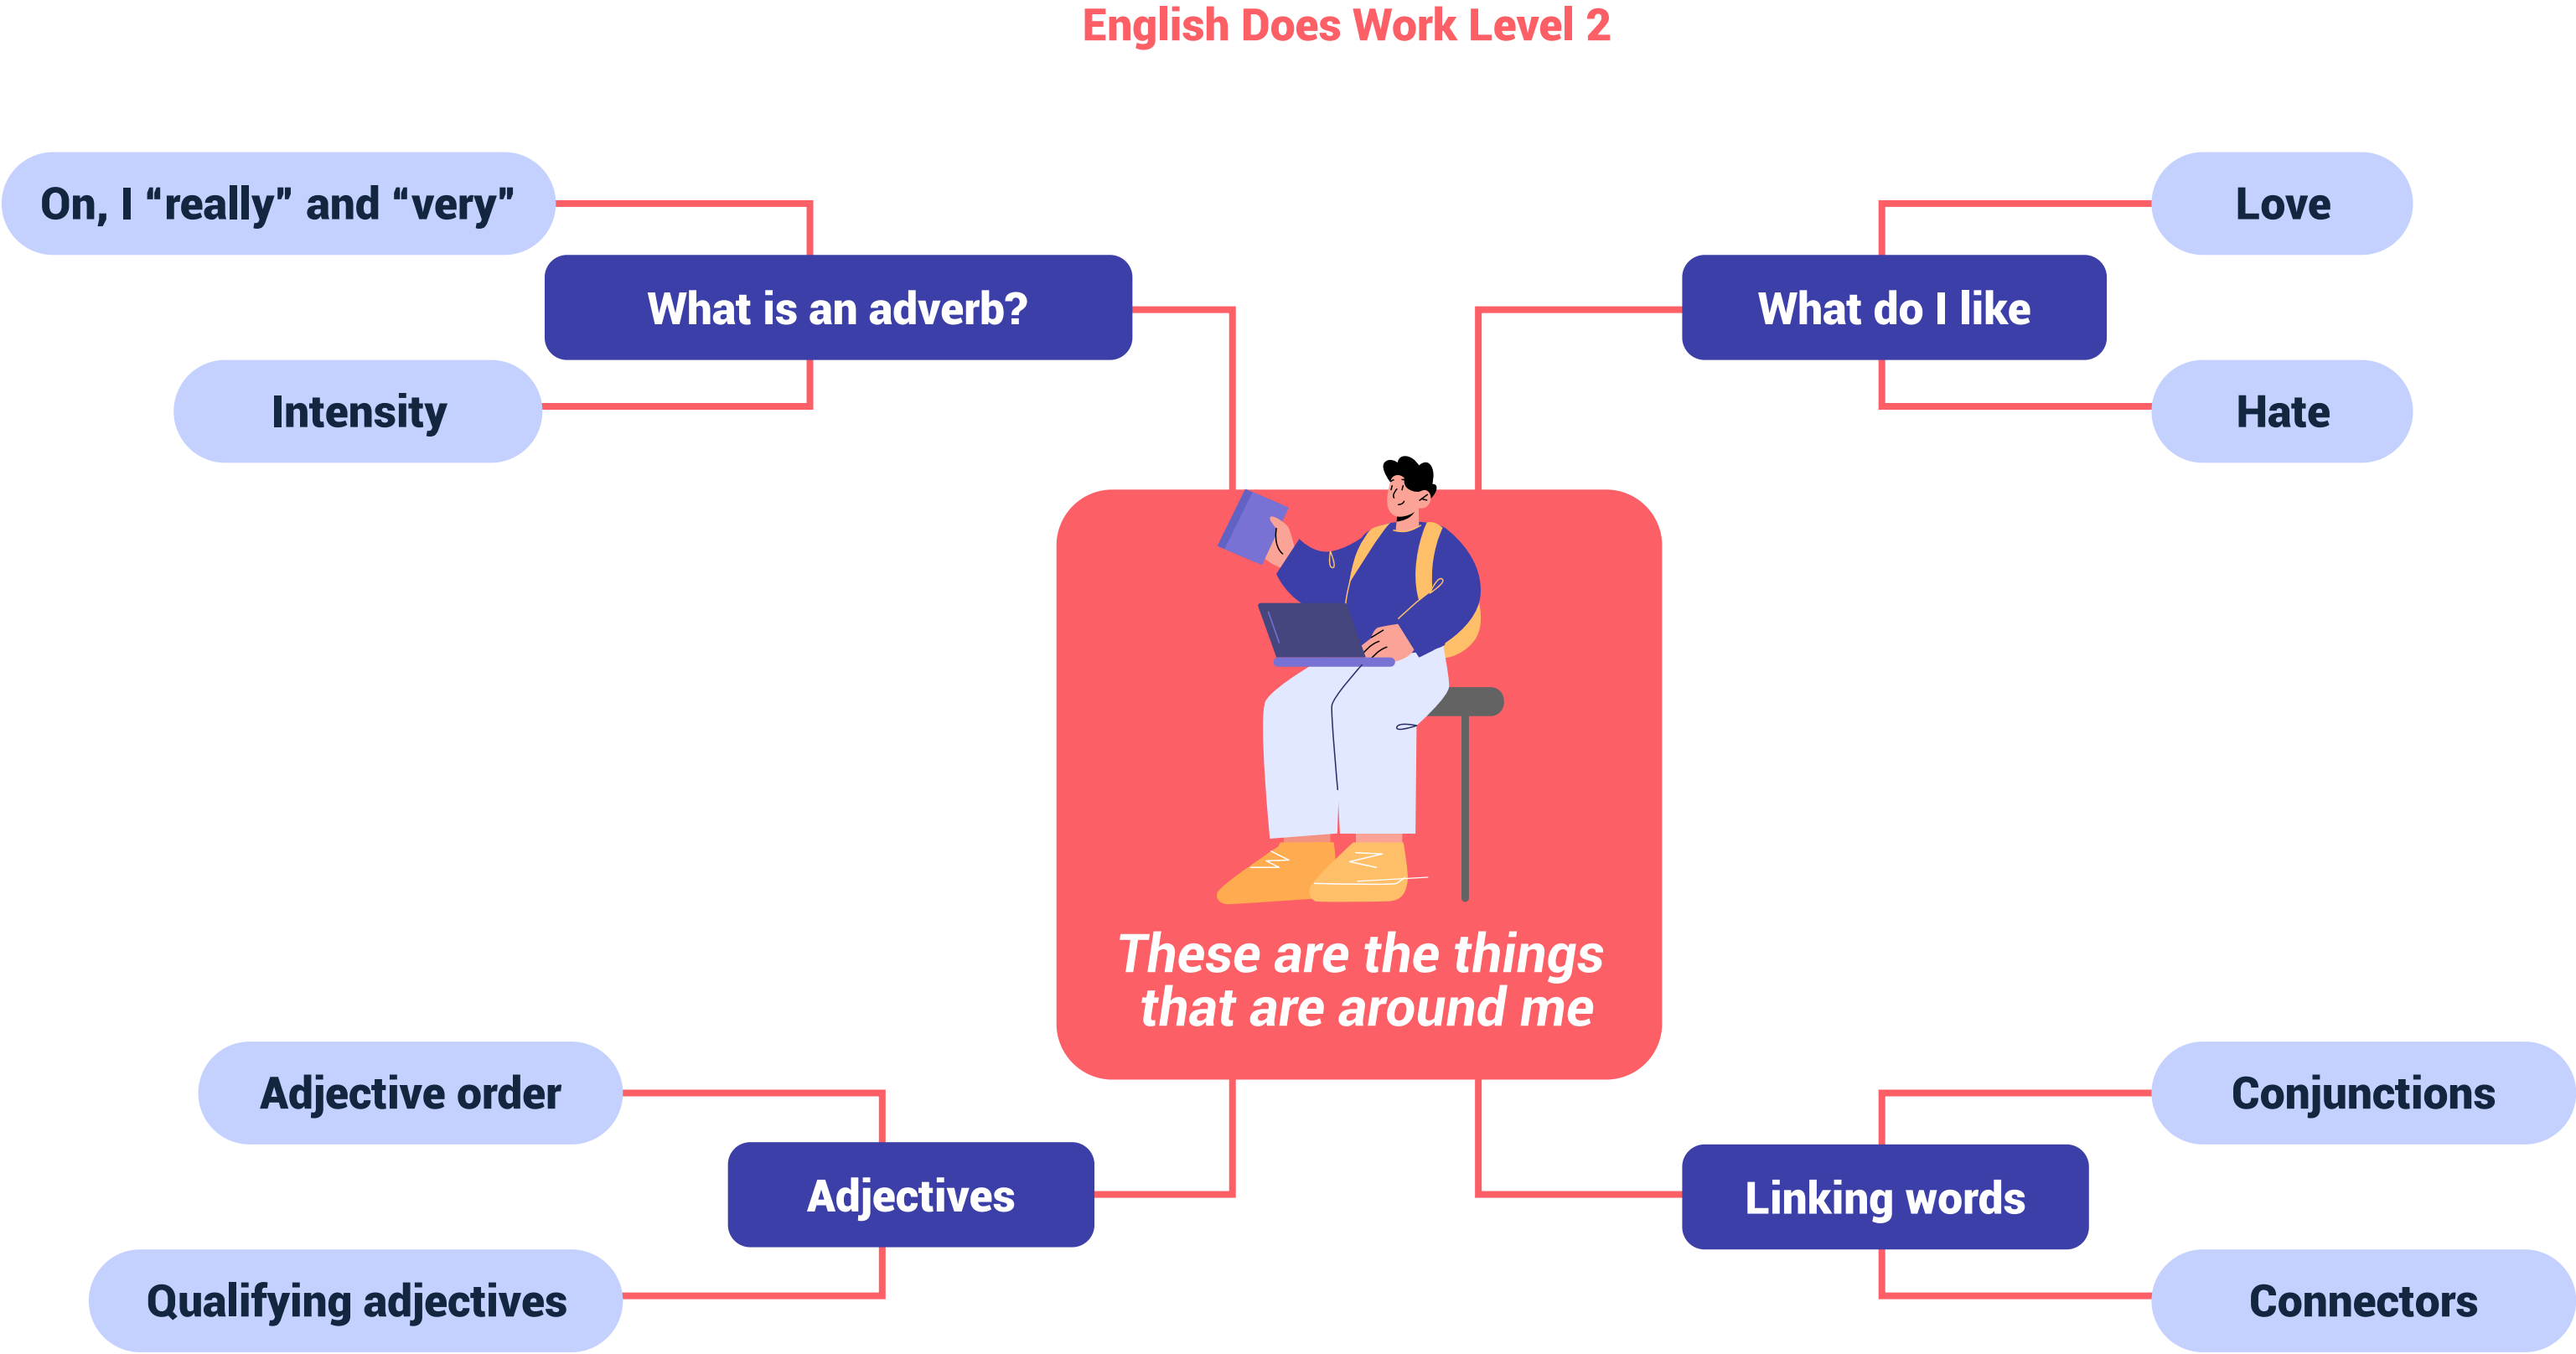 English Does Work Level 2
On, I “really” and “very”
What is an adverb?
Intensity
Love
What do I like
Hate
These are the things
that are around me
Adjective order
Adjectives
Qualifying adjectives
Conjunctions
Linking words
Connectors